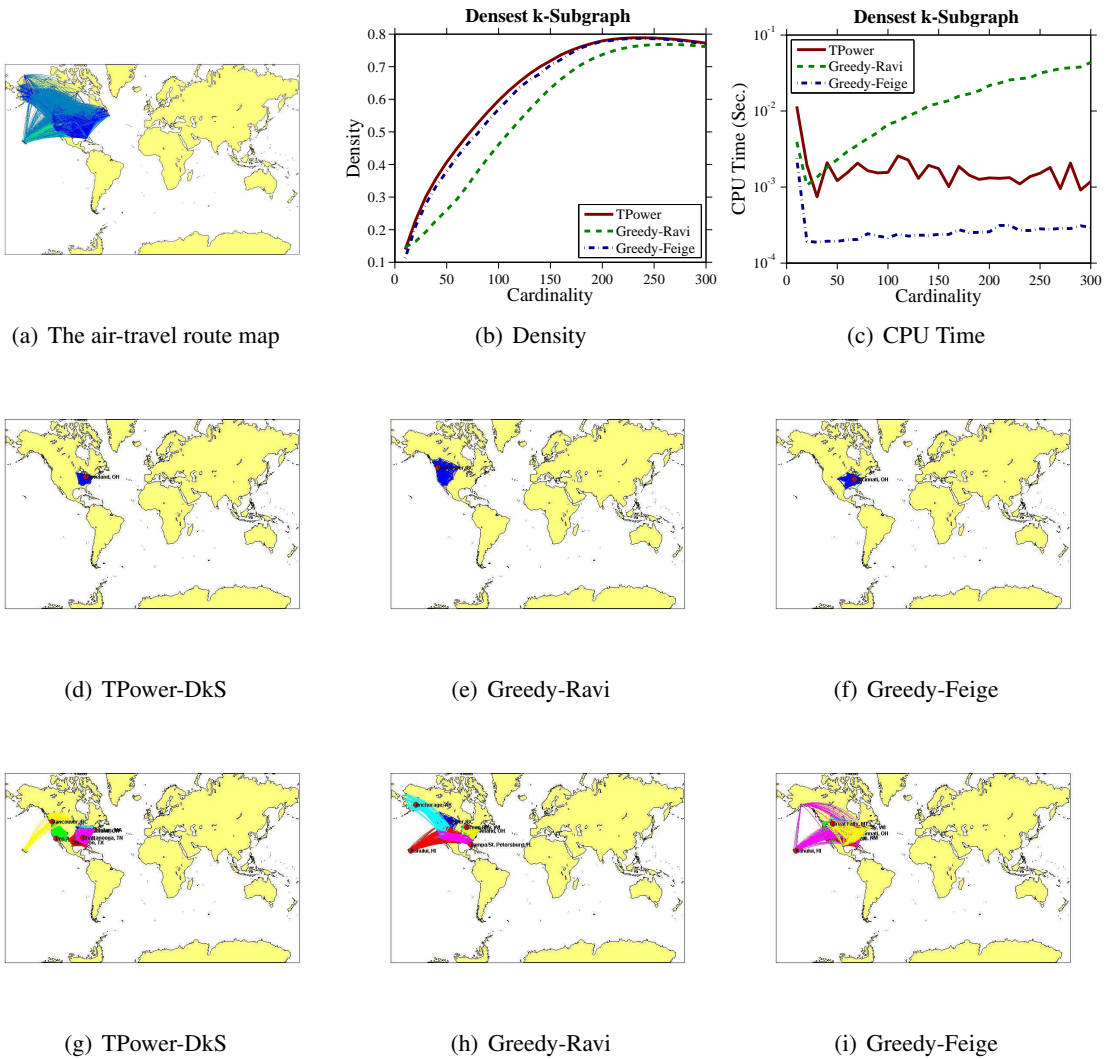 Densest k-Subgraph
Density
0.8
0.7
0.6
0.5
0.4
0.3
0.2
0.1
0 50 100 150 200 250 300
Cardinality
TPower
Greedy-Ravi
Greedy-Feige
Densest k-Subgraph
CPU Time (Sec.)
10^-1
10^-2
10^-3
10^-4
0 50 100 150 200 250 300
Cardinality
TPower
Greedy-Ravi
Greedy-Feige
(a) The air-travel route map
(b) Density
(c) CPU Time
(d) TPower-DkS
(e) Greedy-Ravi
(f) Greedy-Feige
Kahului, HI
(g) TPower-DkS
(h) Greedy-Ravi
(i) Greedy-Feige